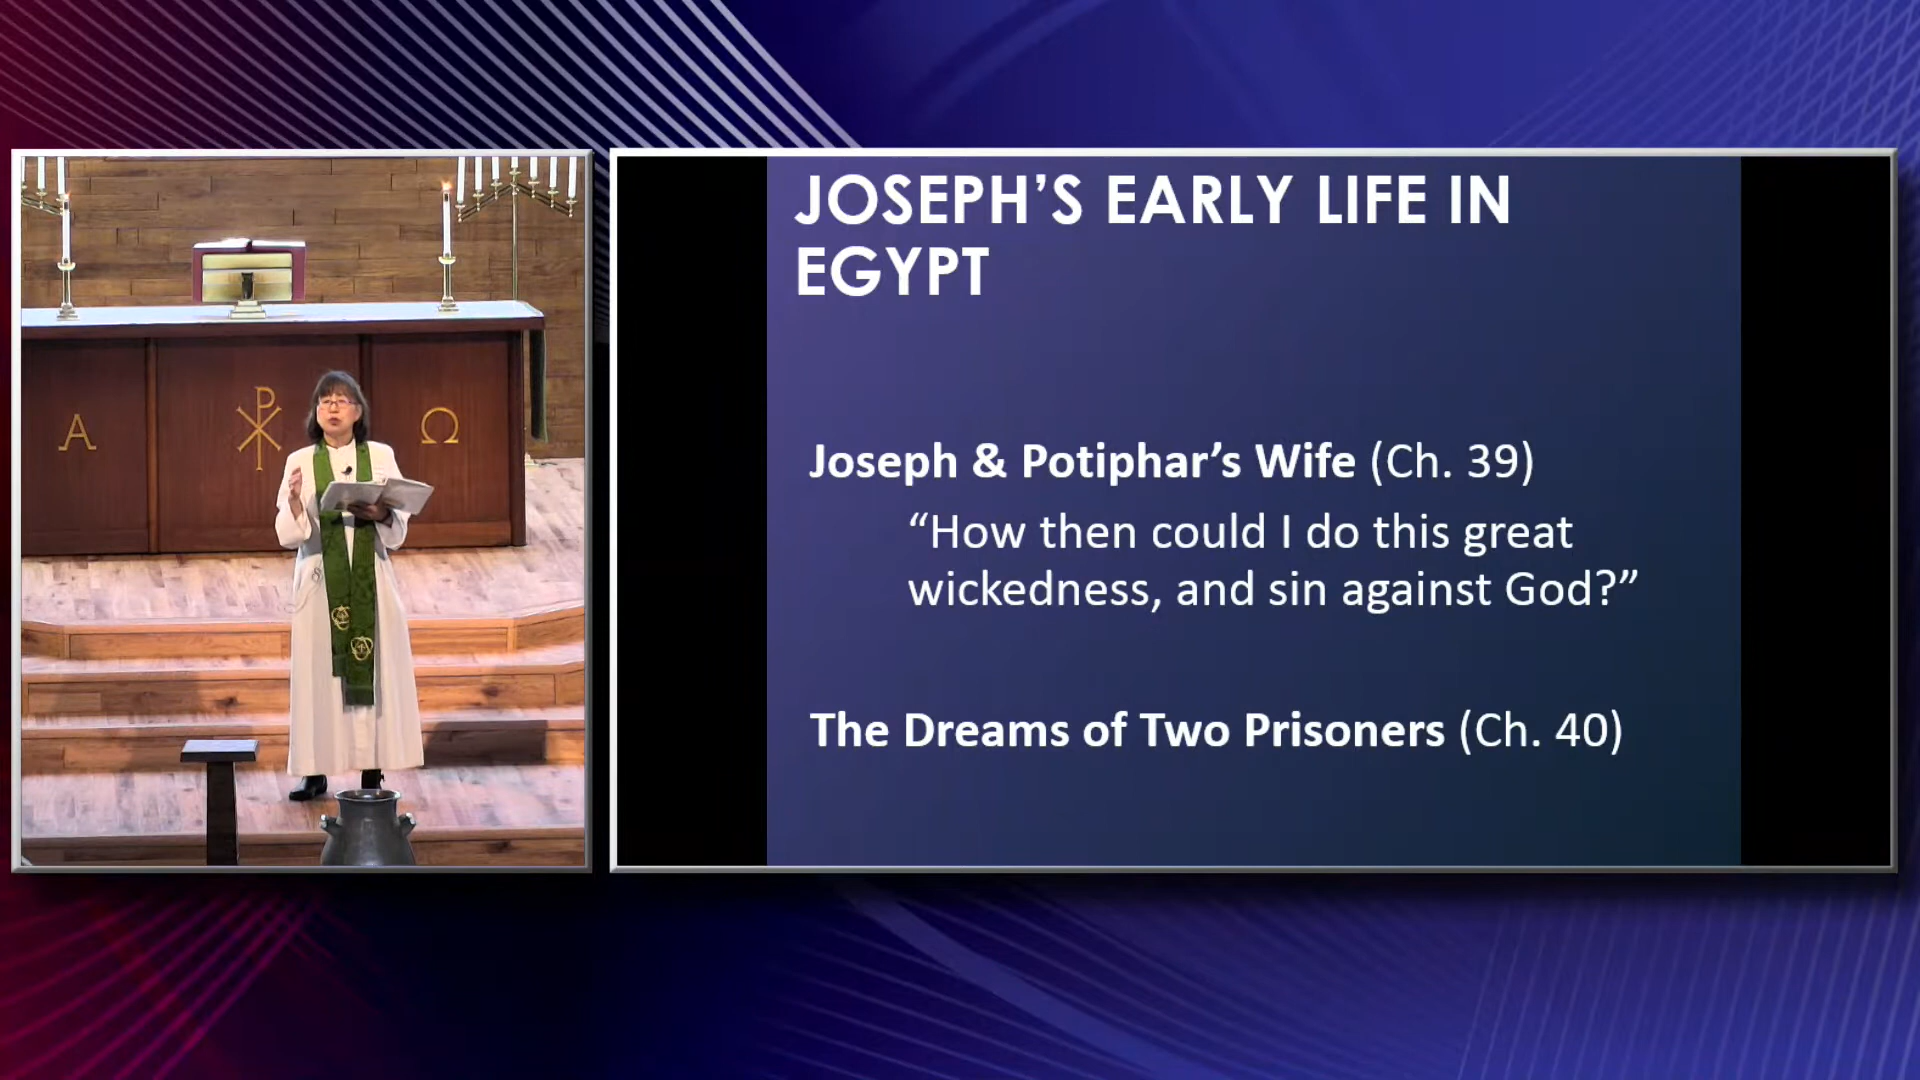 Α
☧
Ω
JOSEPH’S EARLY LIFE IN
EGYPT
Joseph & Potiphar’s Wife (Ch. 39)
“How then could I do this great
wickedness, and sin against God?”
The Dreams of Two Prisoners (Ch. 40)